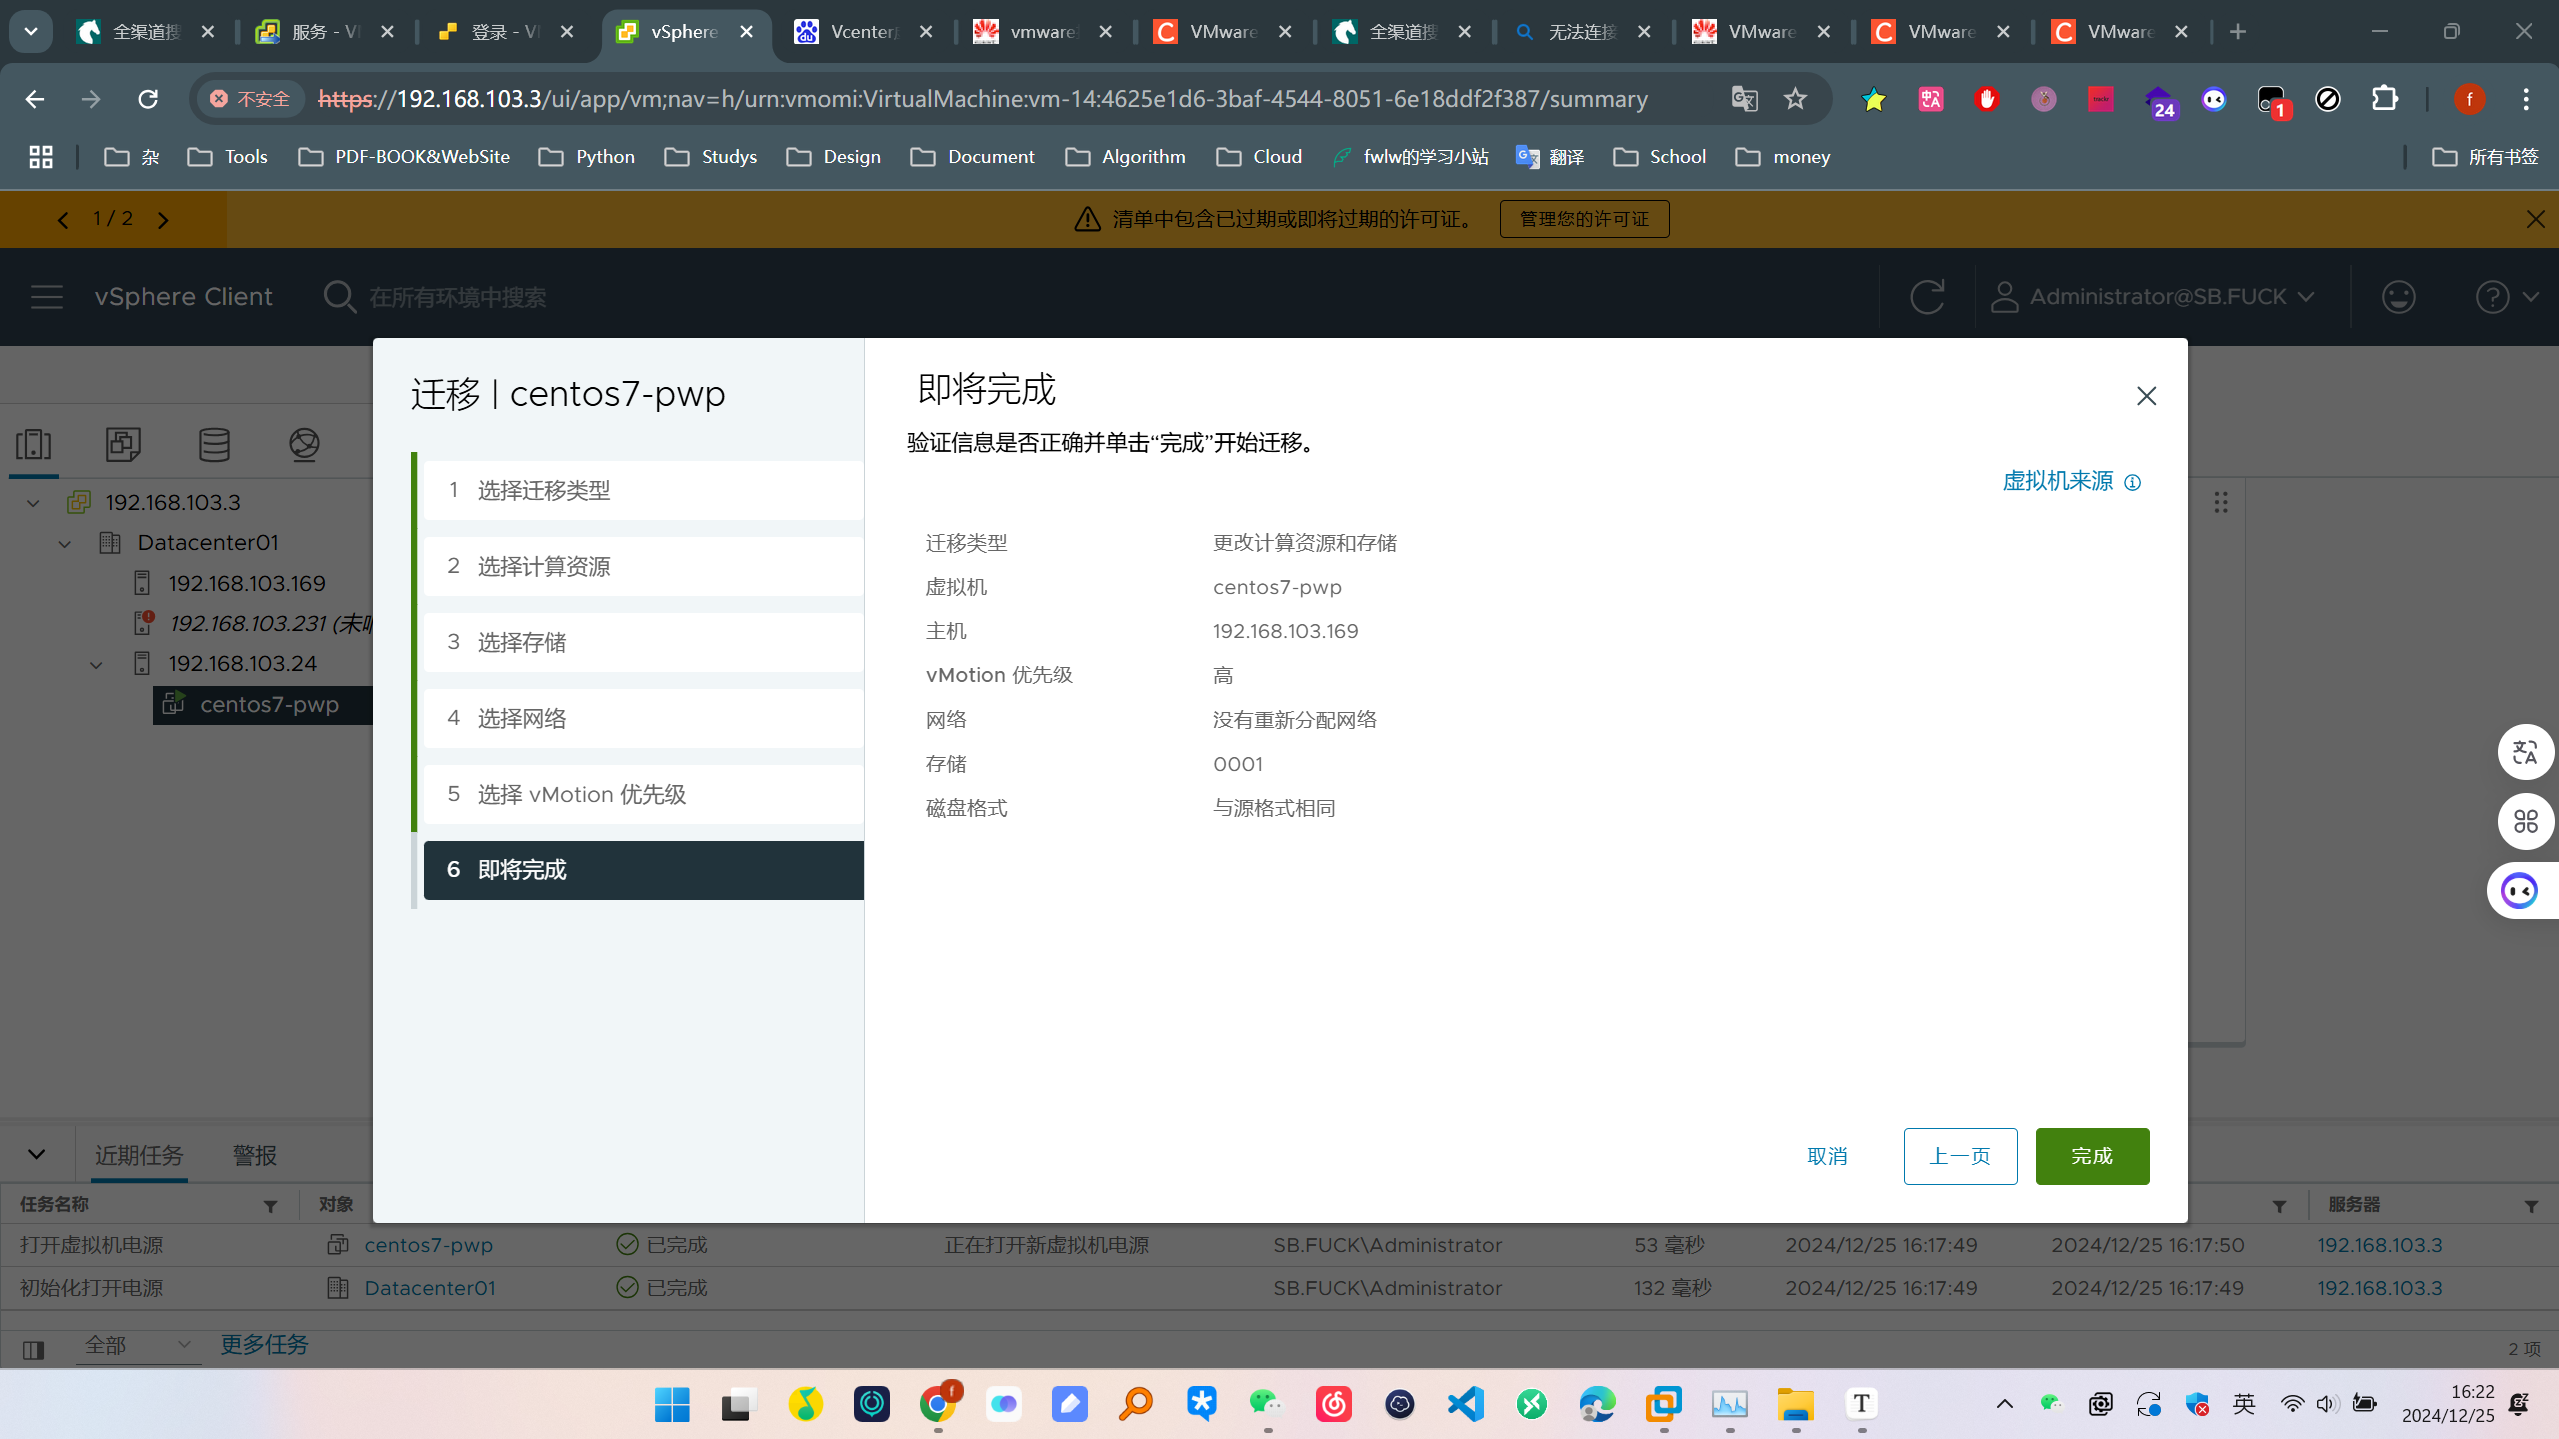 全渠道搜
服务 - VM
登录 - VM
vSphere
Vcenter
vmware
VMware
全渠道搜
无法连接
VMware
VMware
VMware
不安全
https://192.168.103.3/ui/app/vm;nav=h/urn:vmomi:VirtualMachine:vm-14:4625e1d6-3baf-4544-8051-6e18ddf2f387/summary
24
1
f
杂
Tools
PDF-BOOK&WebSite
Python
Studys
Design
Document
Algorithm
Cloud
fwlw的学习小站
翻译
School
money
所有书签
1 / 2
清单中包含已过期或即将过期的许可证。
管理您的许可证
vSphere Client
在所有环境中搜索
Administrator@SB.FUCK
192.168.103.3
Datacenter01
192.168.103.169
192.168.103.231 (未
192.168.103.24
centos7-pwp
迁移 | centos7-pwp
1 选择迁移类型
2 选择计算资源
3 选择存储
4 选择网络
5 选择 vMotion 优先级
6 即将完成
即将完成
验证信息是否正确并单击“完成”开始迁移。
虚拟机来源
迁移类型 更改计算资源和存储
虚拟机 centos7-pwp
主机 192.168.103.169
vMotion 优先级 高
网络 没有重新分配网络
存储 0001
磁盘格式 与源格式相同
取消
上一页
完成
近期任务
警报
任务名称
对象
服务器
打开虚拟机电源 centos7-pwp 已完成 正在打开新虚拟机电源 SB.FUCK\Administrator 53 毫秒 2024/12/25 16:17:49 2024/12/25 16:17:50 192.168.103.3
初始化打开电源 Datacenter01 已完成 SB.FUCK\Administrator 132 毫秒 2024/12/25 16:17:49 2024/12/25 16:17:49 192.168.103.3
全部
更多任务
2 项
英
16:22
2024/12/25